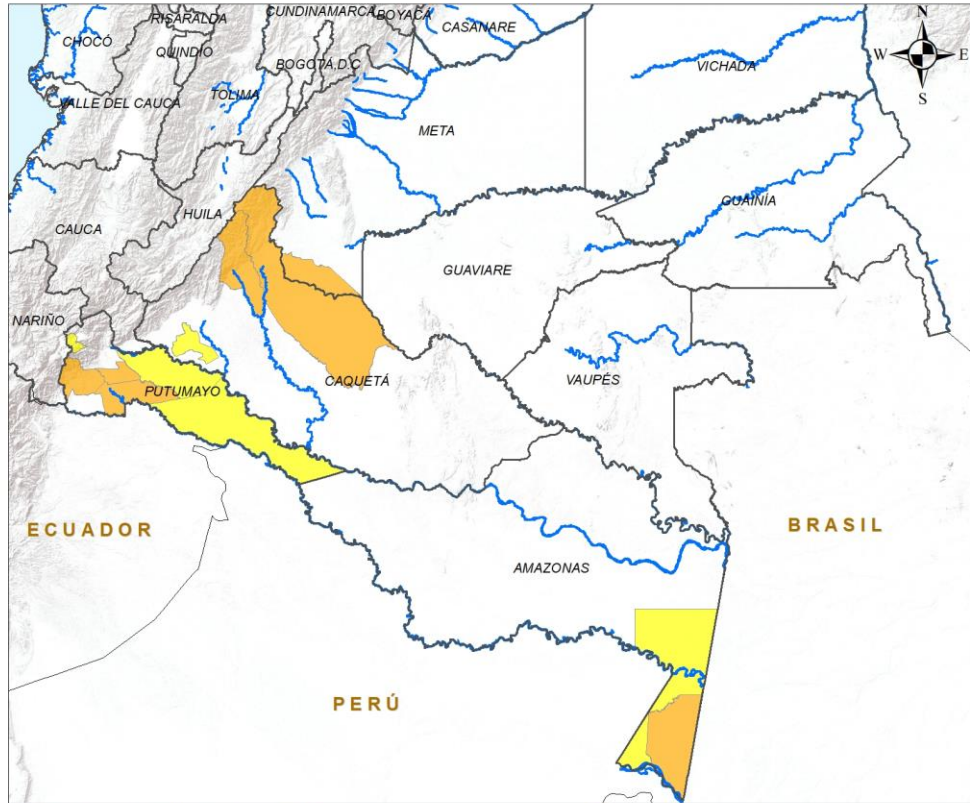 CUNDINAMARCA
BOYACÁ
RISARALDA
CASANARE
N
CHOCÓ
QUINDIO
BOGOTÁ,D.C
VICHADA
W
E
VALLE DEL CAUCA
TOLIMA
S
META
GUAINÍA
HUILA
CAUCA
GUAVIARE
NARIÑO
CAQUETÁ
VAUPÉS
PUTUMAYO
ECUADOR
BRASIL
AMAZONAS
PERÚ